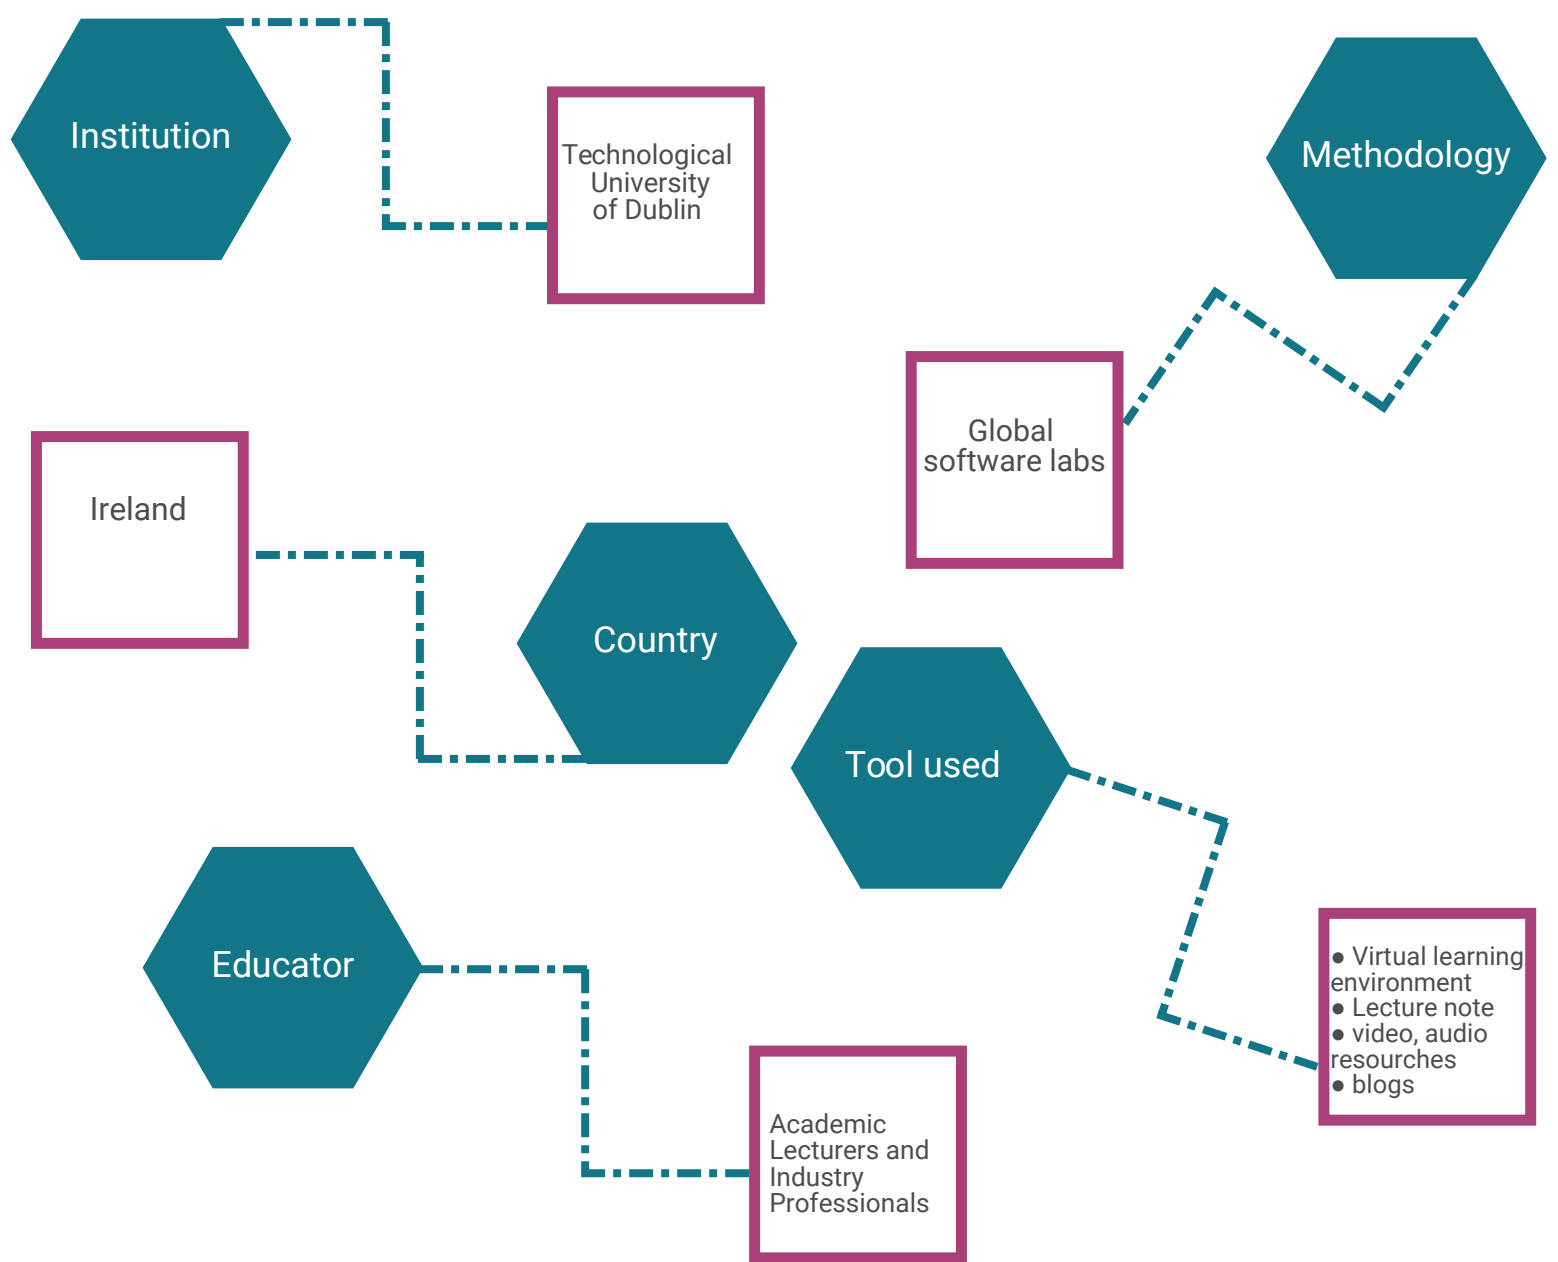 Institution
Technological
University
of Dublin
Methodology
Global
software labs
Ireland
Country
Tool used
Educator
● Virtual learning
environment
● Lecture note
● video, audio
resourches
● blogs
Academic
Lecturers and
Industry
Professionals